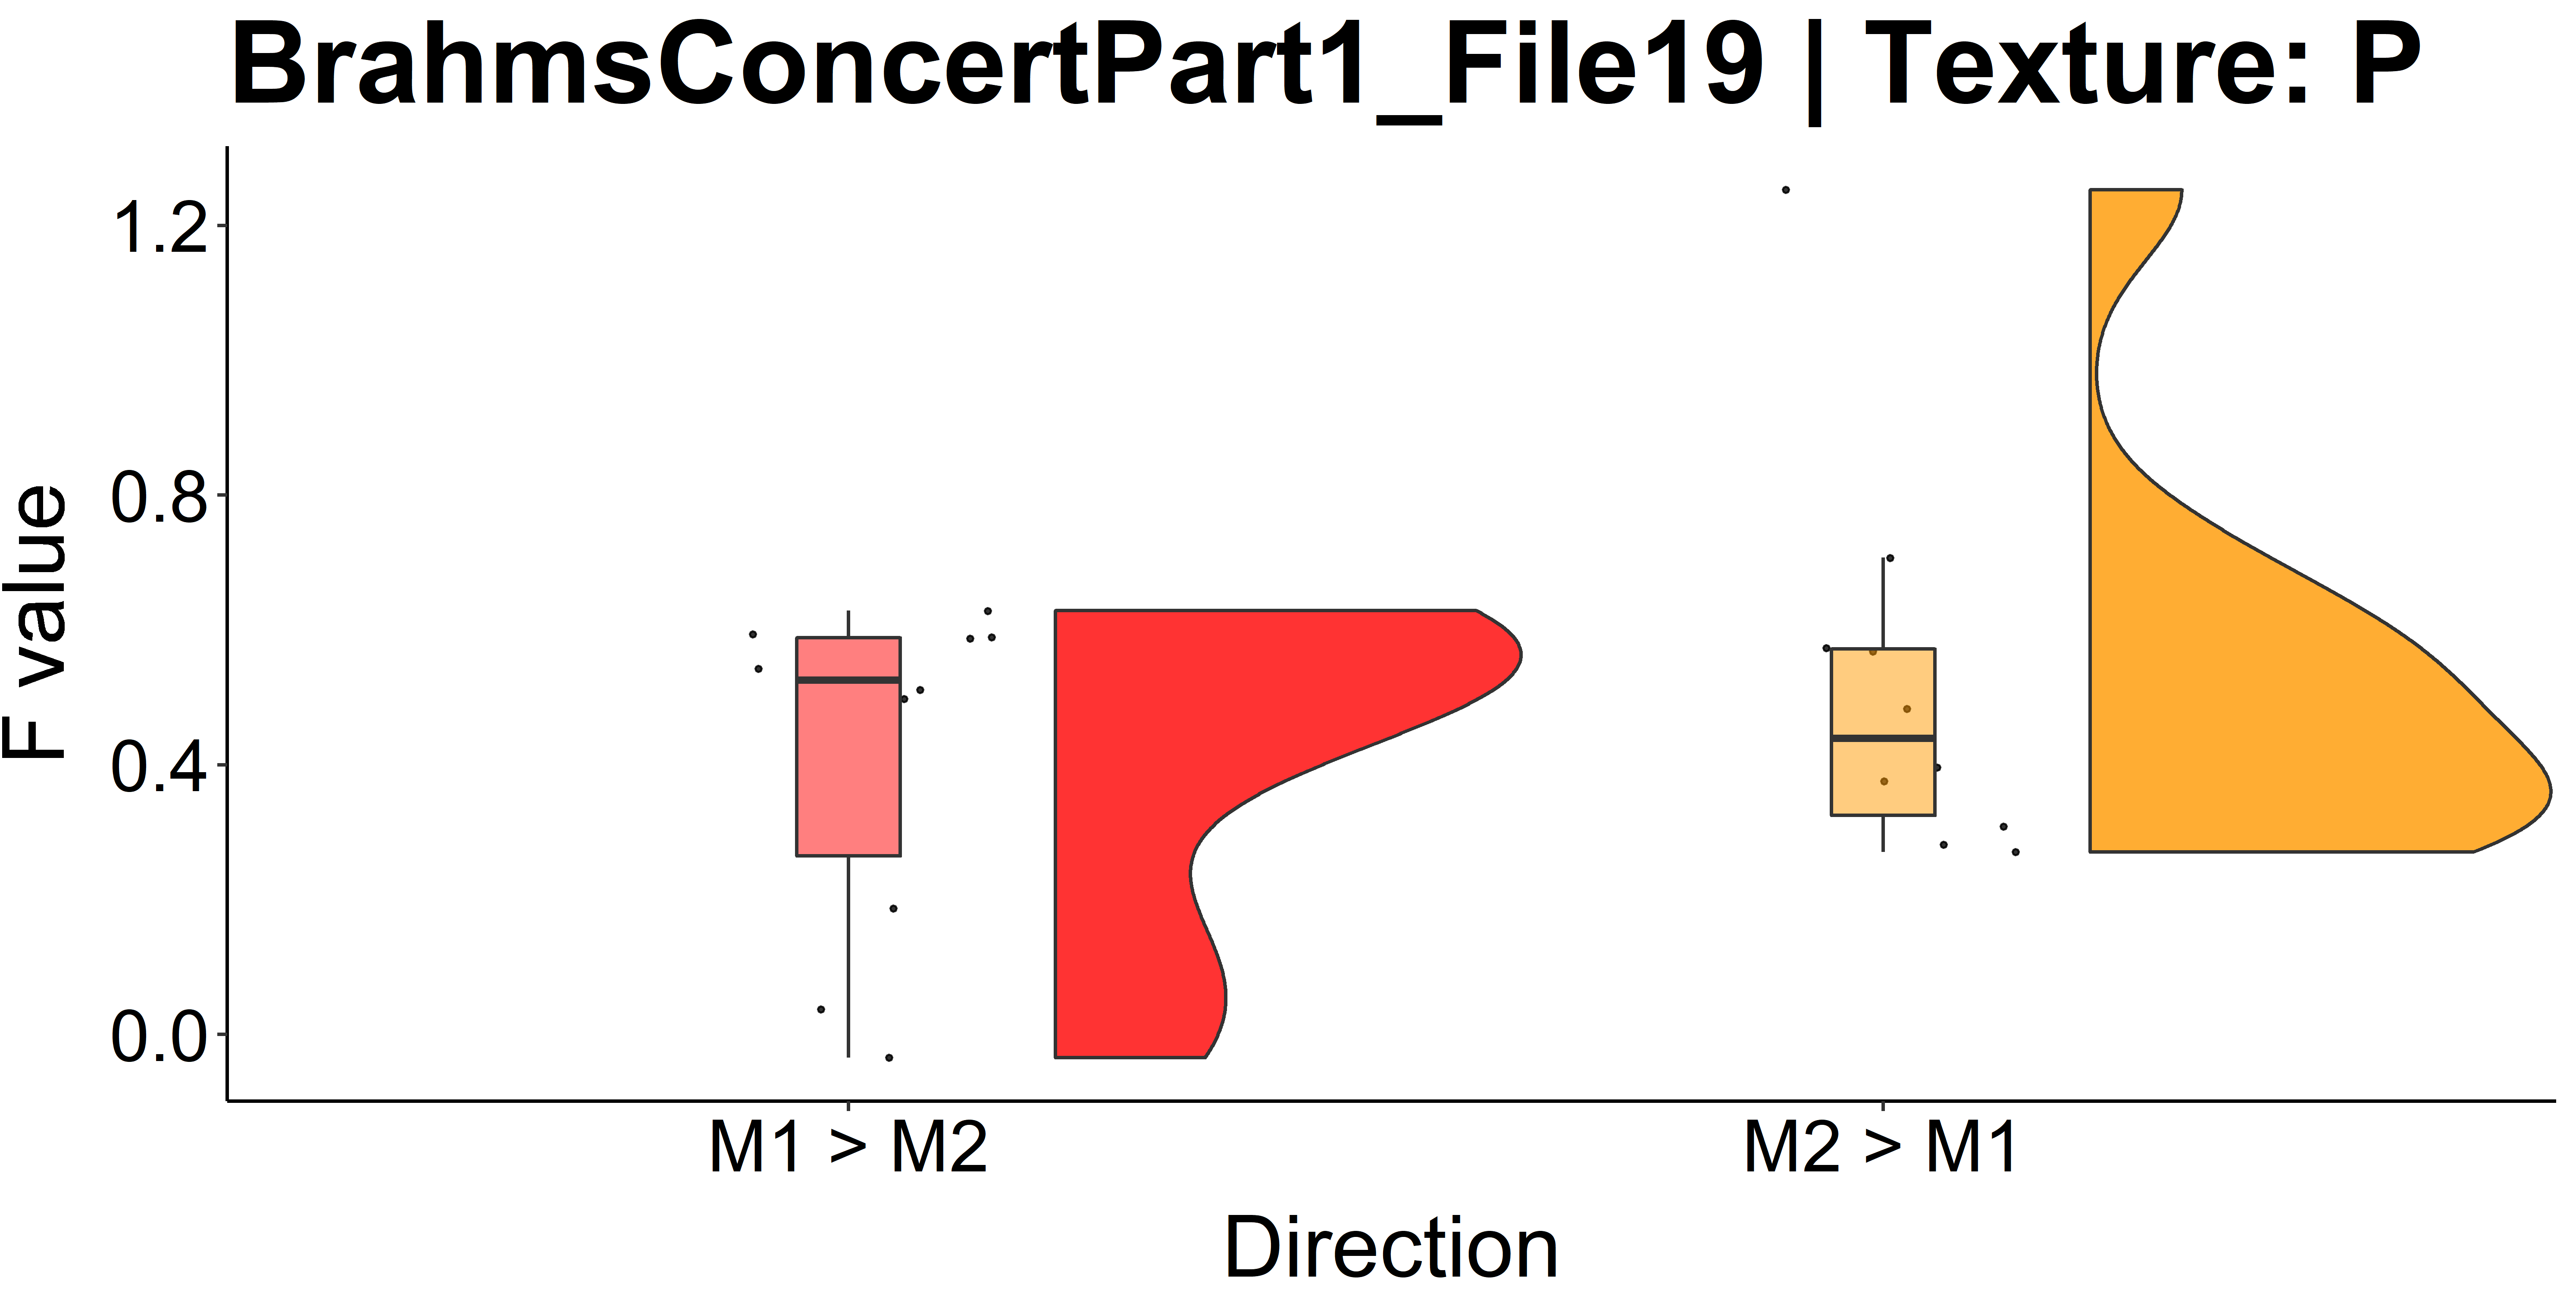 BrahmsConcertPart1_File19 | Texture: P
1.2
0.8
0.4
0.0
F value
M1 > M2
M2 > M1
Direction